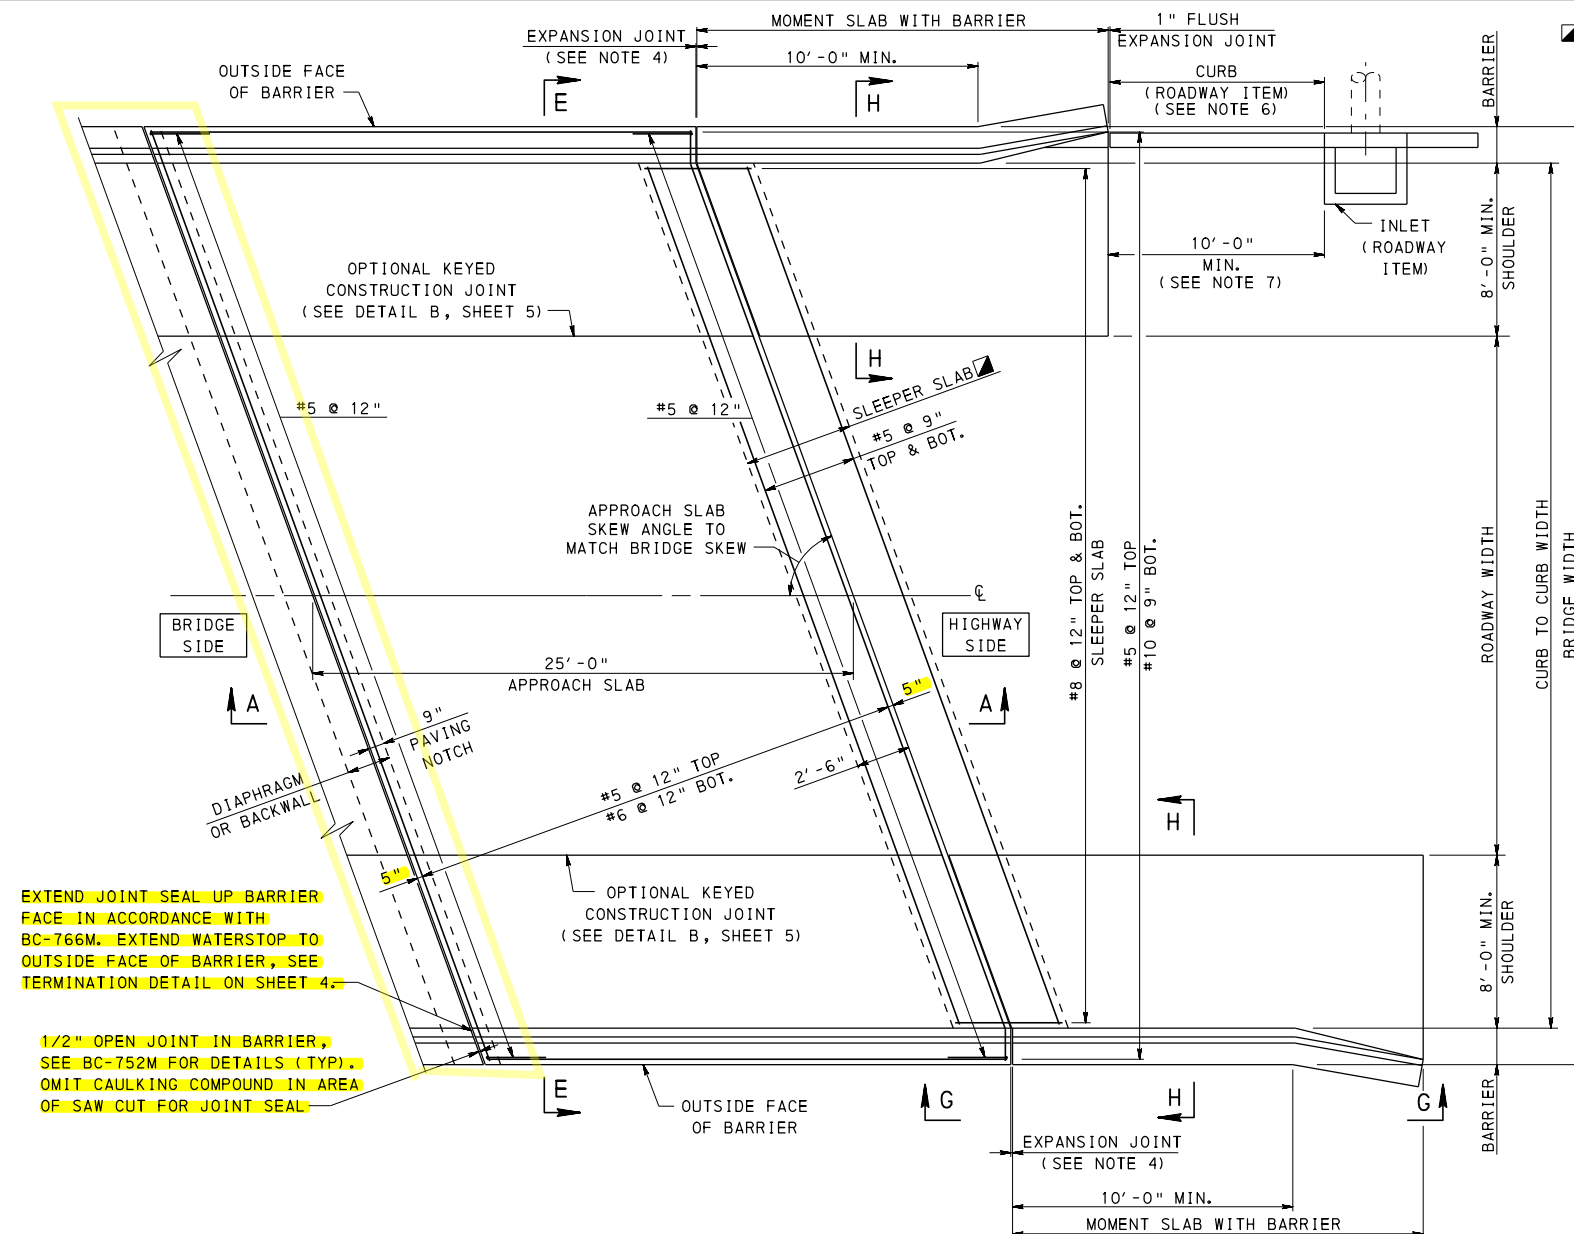 MOMENT SLAB WITH BARRIER
1" FLUSH
EXPANSION JOINT
EXPANSION JOINT
(SEE NOTE 4)
10'-0" MIN.
OUTSIDE FACE
OF BARRIER
E
H
CURB
(ROADWAY ITEM)
(SEE NOTE 6)
BARRIER
INLET
(ROADWAY
ITEM)
10'-0"
MIN.
(SEE NOTE 7)
8'-0" MIN.
SHOULDER
OPTIONAL KEYED
CONSTRUCTION JOINT
(SEE DETAIL B, SHEET 5)
H
SLEEPER SLAB
#5 @ 12"
#5 @ 12"
#5 @ 9"
TOP & BOT.
APPROACH SLAB
SKEW ANGLE TO
MATCH BRIDGE SKEW
#8 @ 12" TOP & BOT.
SLEEPER SLAB
#5 @ 12" TOP
#10 @ 9" BOT.
ROADWAY WIDTH
CURB TO CURB WIDTH
BRIDGE WIDTH
℄
BRIDGE
SIDE
HIGHWAY
SIDE
25'-0"
APPROACH SLAB
5"
A
A
9"
PAVING
NOTCH
DIAPHRAGM
OR BACKWALL
#5 @ 12" TOP
#6 @ 12" BOT.
2'-6"
H
5"
EXTEND JOINT SEAL UP BARRIER
FACE IN ACCORDANCE WITH
BC-766M. EXTEND WATERSTOP TO
OUTSIDE FACE OF BARRIER, SEE
TERMINATION DETAIL ON SHEET 4.
OPTIONAL KEYED
CONSTRUCTION JOINT
(SEE DETAIL B, SHEET 5)
8'-0" MIN.
SHOULDER
1/2" OPEN JOINT IN BARRIER,
SEE BC-752M FOR DETAILS (TYP).
OMIT CAULKING COMPOUND IN AREA
OF SAW CUT FOR JOINT SEAL
E
OUTSIDE FACE
OF BARRIER
G
H
G
BARRIER
EXPANSION JOINT
(SEE NOTE 4)
10'-0" MIN.
MOMENT SLAB WITH BARRIER